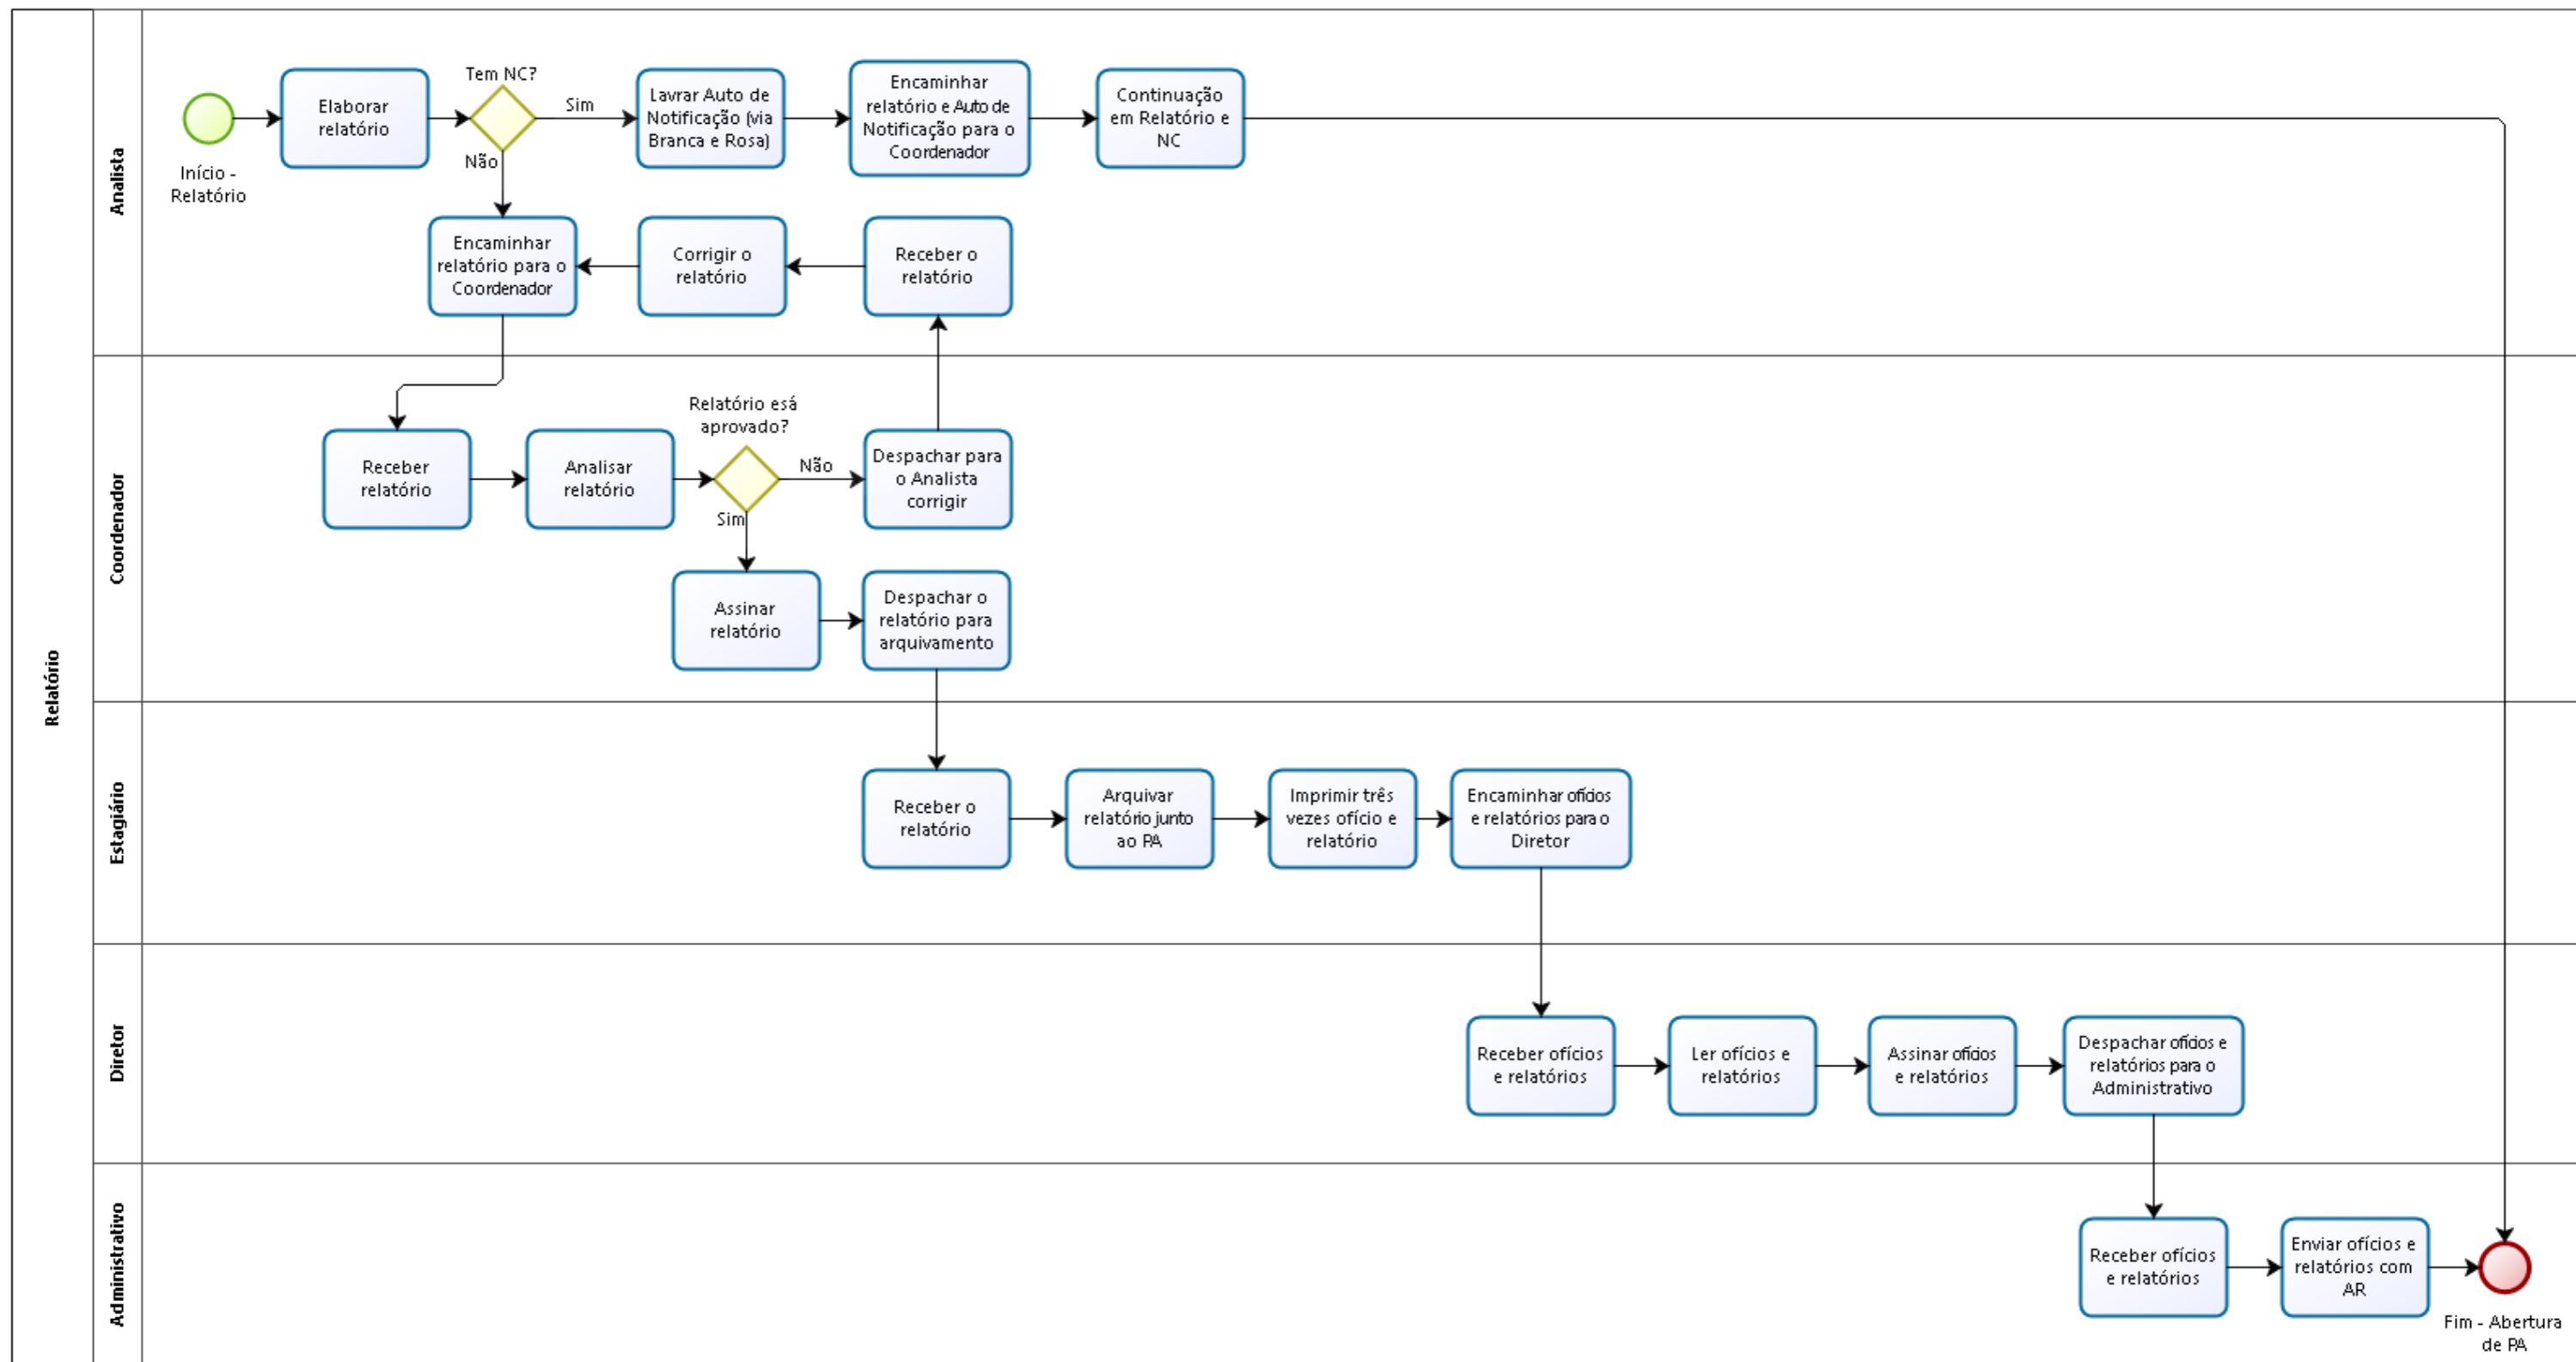 Relatório
Analista
Início -
Relatório
Elaborar
relatório
Tem NC?
Sim
Não
Lavrar Auto de
Notificação (via
Branca e Rosa)
Encaminhar
relatório e Auto de
Notificação para o
Coordenador
Continuação
em Relatório e
NC
Encaminhar
relatório para o
Coordenador
Corrigir o
relatório
Receber o
relatório
Coordenador
Receber
relatório
Analisar
relatório
Relatório esá
aprovado?
Não
Sim
Despachar para
o Analista
corrigir
Assinar
relatório
Despachar o
relatório para
arquivamento
Estagiário
Receber o
relatório
Arquivar
relatório junto
ao PA
Imprimir três
vezes ofício e
relatório
Encaminhar ofícios
e relatórios para o
Diretor
Diretor
Receber ofícios
e relatórios
Ler ofícios e
relatórios
Assinar ofícios
e relatórios
Despachar ofícios e
relatórios para o
Administrativo
Administrativo
Receber ofícios
e relatórios
Enviar ofícios e
relatórios com
AR
Fim - Abertura
de PA